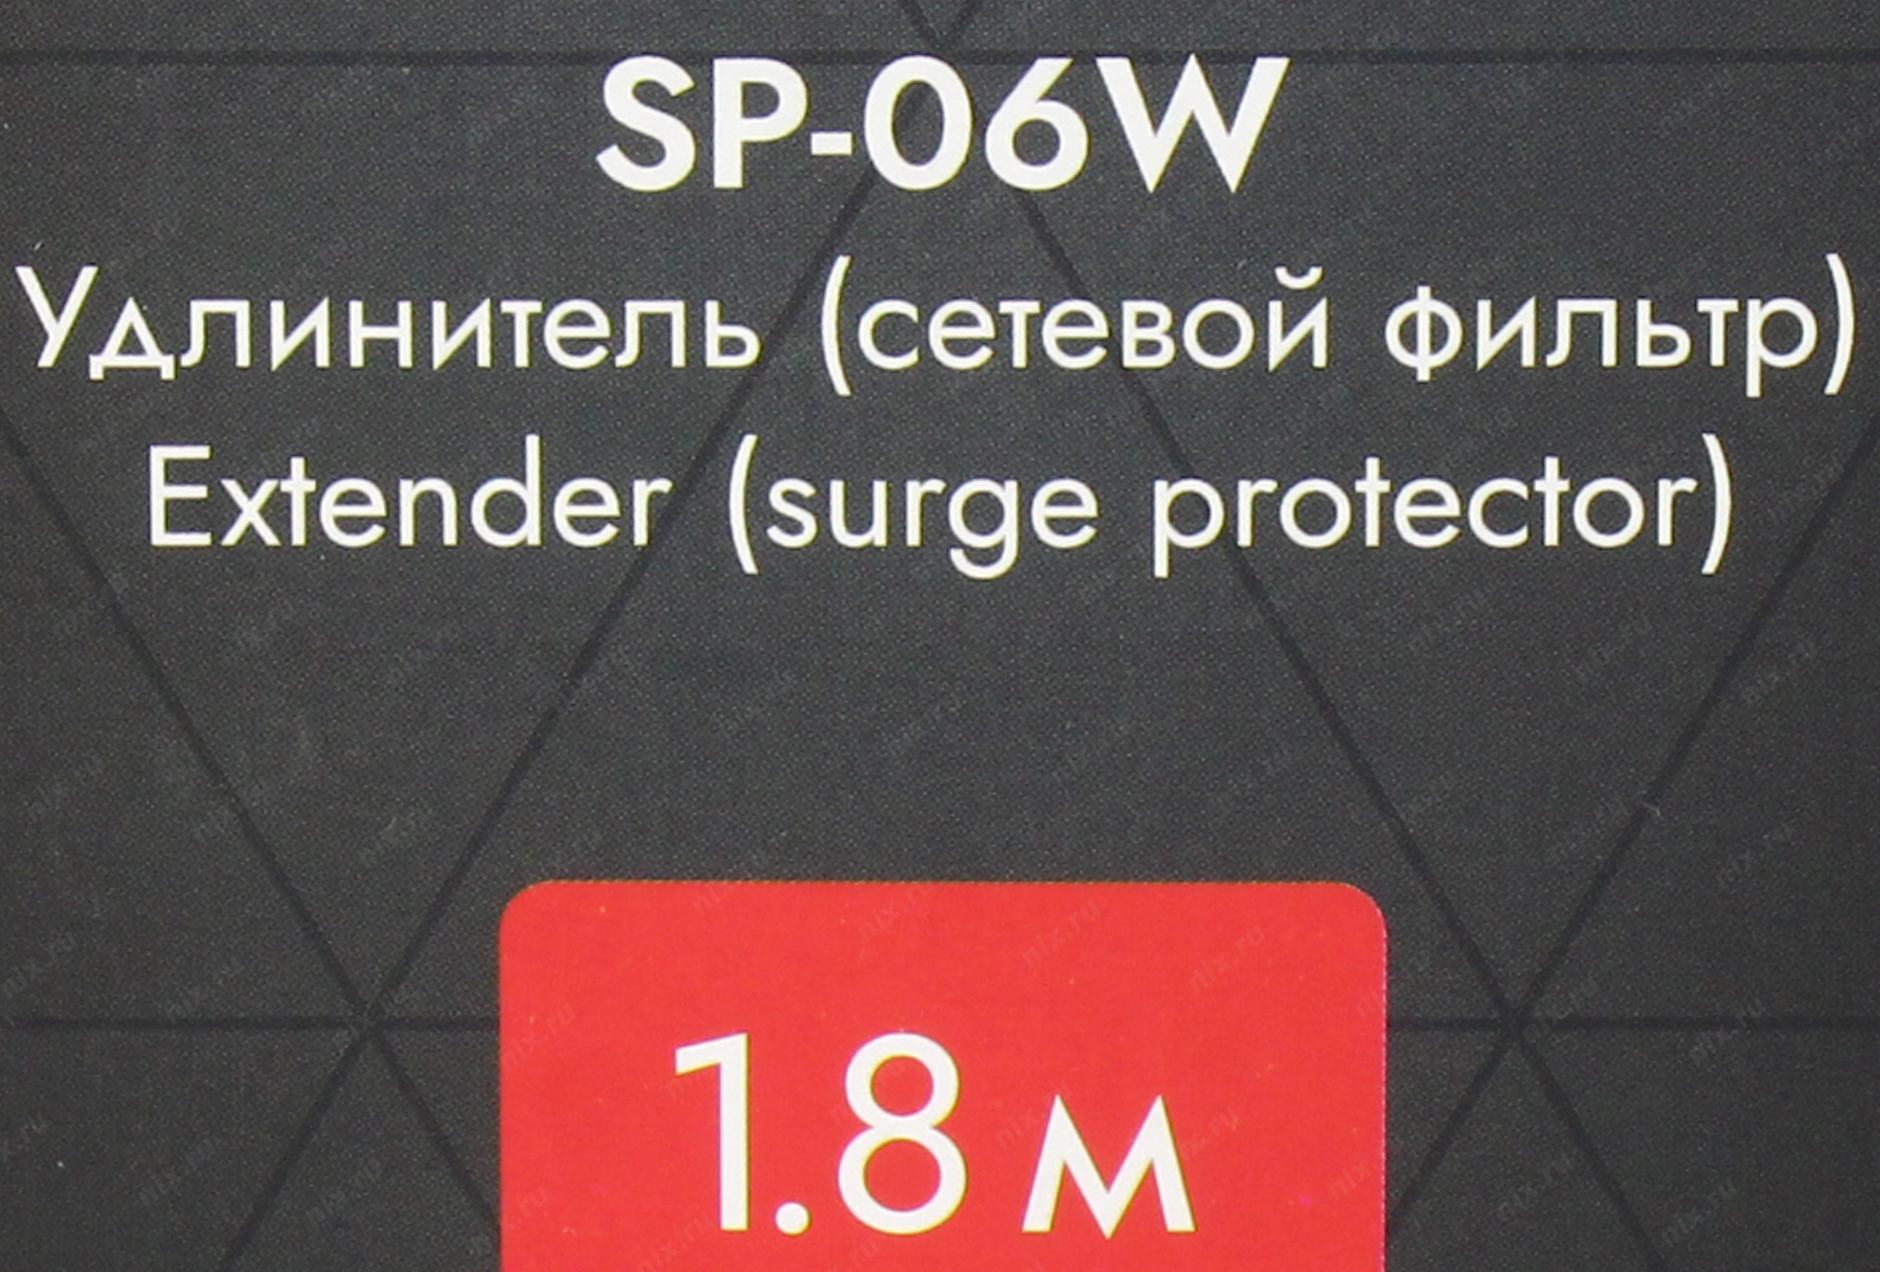 SP-06W
Удлинитель (сетевой фильтр)
Extender (surge protector)
1.8 м